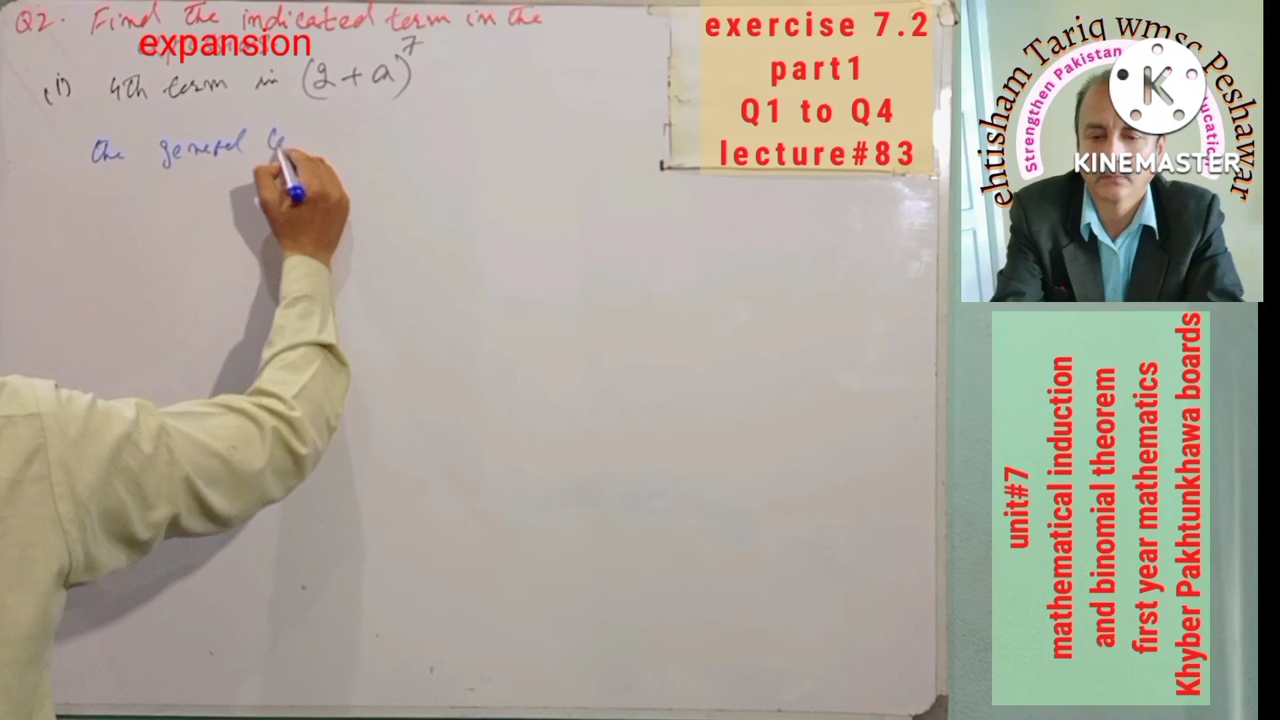 Q2. Find the indicated term in the
expansion
(i) 4th term in (2+a)^7
the general
exercise 7.2
part1
Q1 to Q4
lecture#83
ehtisham Tariq wmsc Peshawar
Strengthen Pakistan
KINEMASTER
unit#7
mathematical induction
and binomial theorem
first year mathematics
Khyber Pakhtunkhawa boards